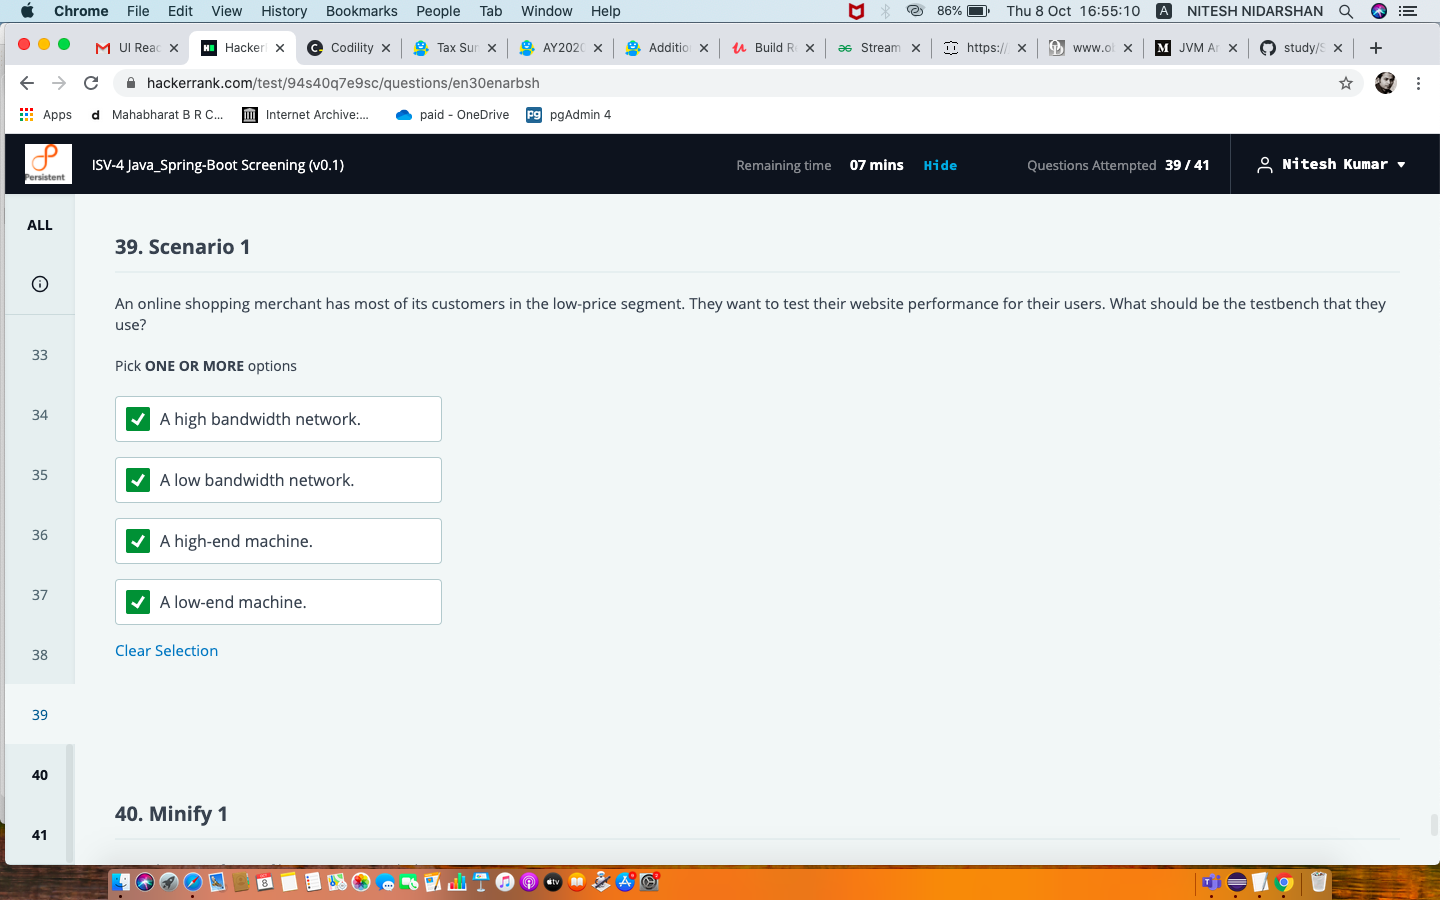 Chrome File Edit View History Bookmarks People Tab Window Help 86% Thu 8 Oct 16:55:10 A NITESH NIDARSHAN
UI Reac Hacker Codility Tax Sur AY202 Additio Build R Stream https:// www.o JVM Ar study/S
hackerrank.com/test/94s40q7e9sc/questions/en30enarbsh
Apps Mahabharat B R C... Internet Archive:... paid - OneDrive pgAdmin 4
Persistent ISV-4 Java_Spring-Boot Screening (v0.1) Remaining time 07 mins Hide Questions Attempted 39 / 41 Nitesh Kumar
ALL
33
34
35
36
37
38
39
40
41
39. Scenario 1
An online shopping merchant has most of its customers in the low-price segment. They want to test their website performance for their users. What should be the testbench that they
use?
Pick ONE OR MORE options
A high bandwidth network.
A low bandwidth network.
A high-end machine.
A low-end machine.
Clear Selection
40. Minify 1